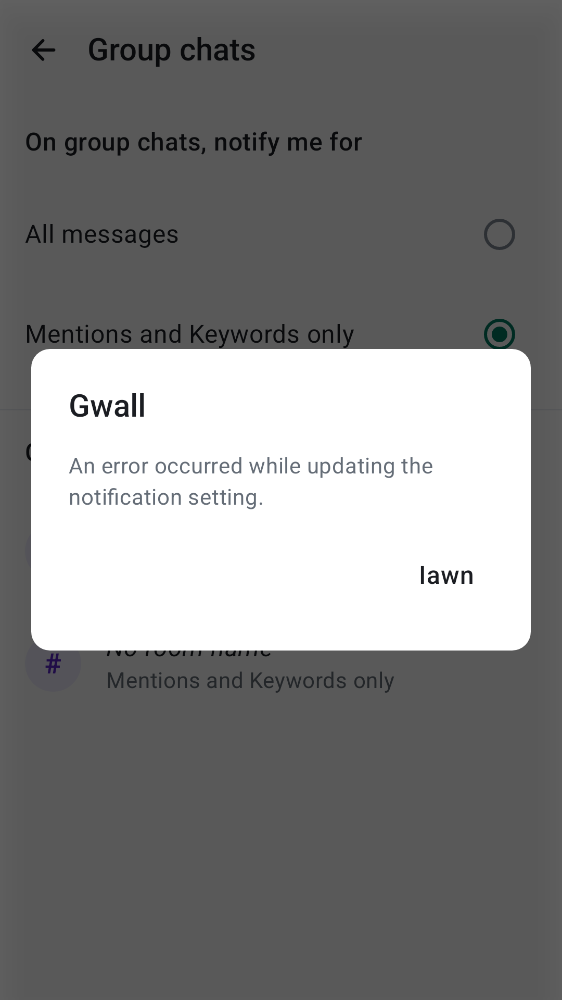 Group chats
On group chats, notify me for
All messages
Mentions and Keywords only
Gwall
An error occurred while updating the
notification setting.
Iawn
#
No room name
Mentions and Keywords only